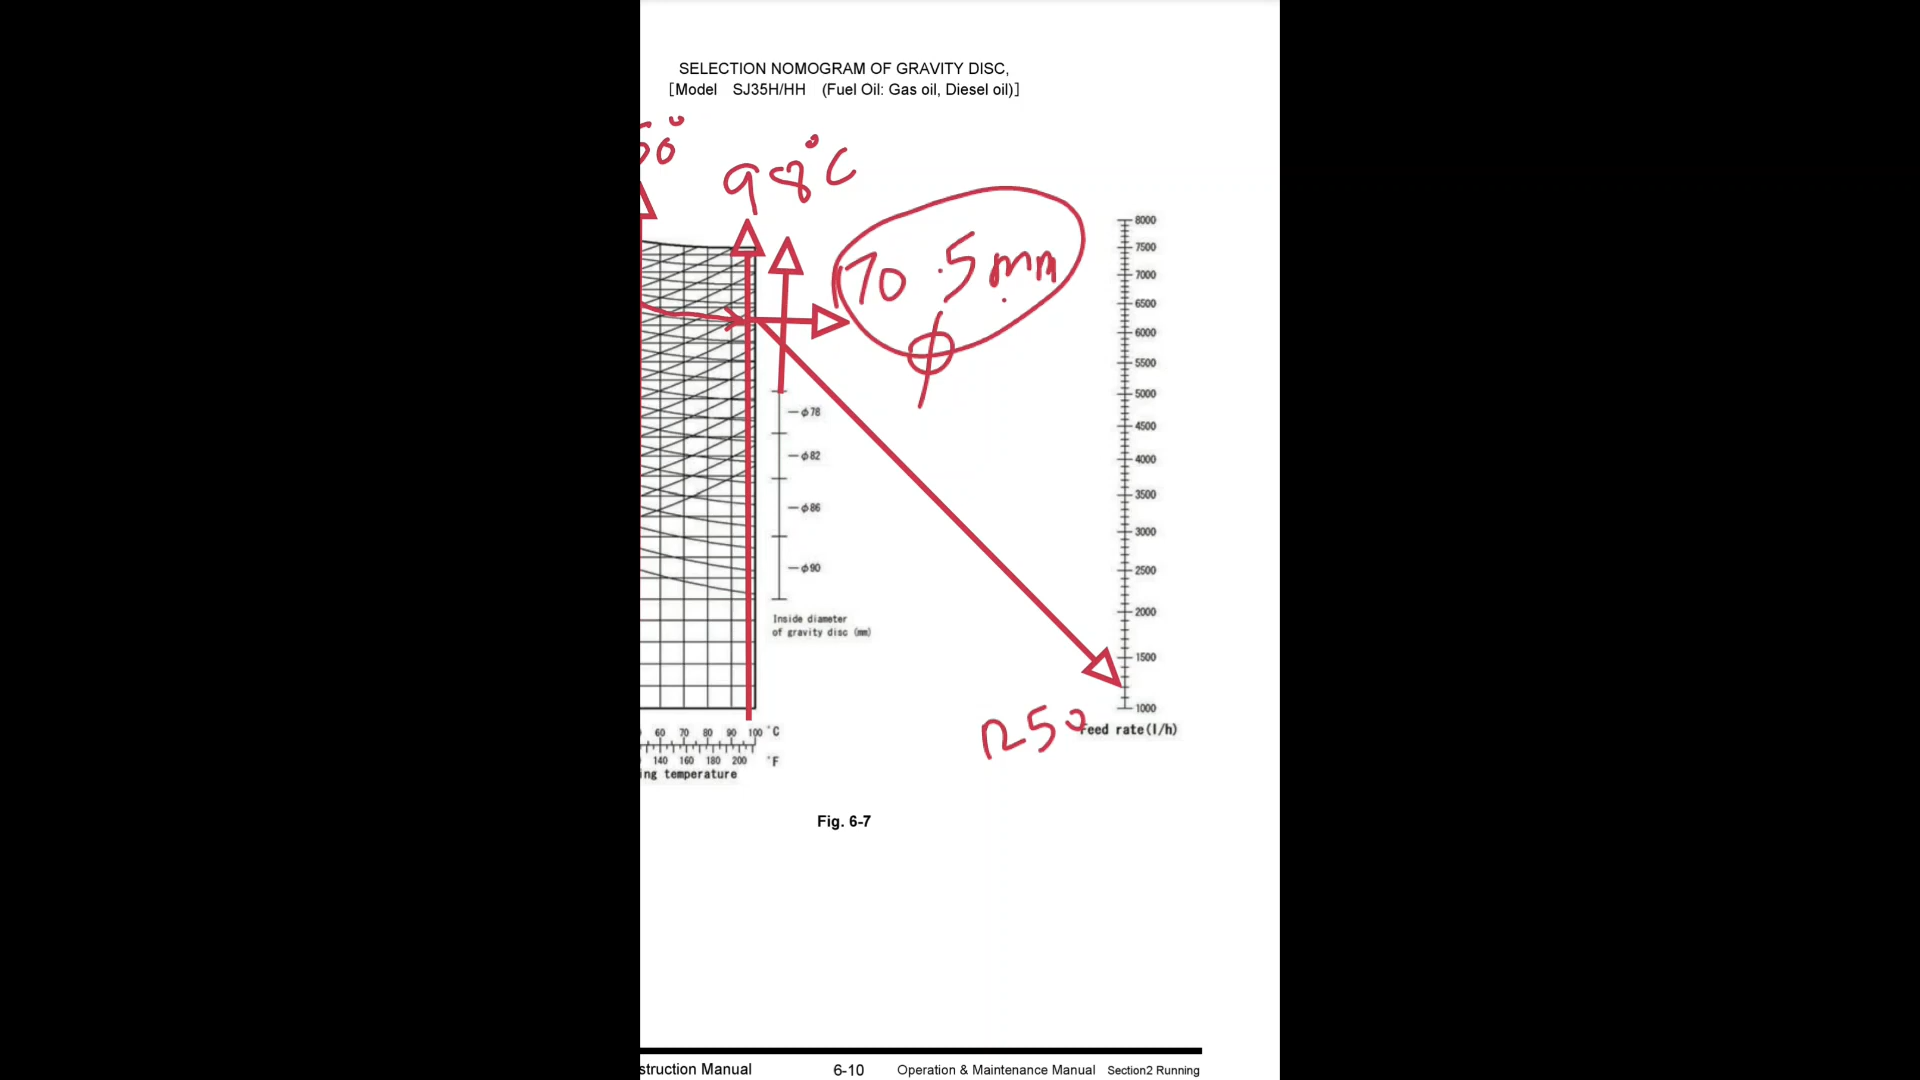 SELECTION NOMOGRAM OF GRAVITY DISC,
[Model SJ35H/HH (Fuel Oil: Gas oil, Diesel oil)]
98°C
70.5mm
ϕ
8000
7500
7000
6500
6000
5500
5000
4500
4000
3500
3000
2500
2000
1500
1000
Feed rate(l/h)
1250
ϕ78
ϕ82
ϕ86
ϕ90
Inside diameter
of gravity disc (mm)
60 70 80 90 100 °C
140 160 180 200 °F
ing temperature
Fig. 6-7
struction Manual 6-10 Operation & Maintenance Manual Section2 Running